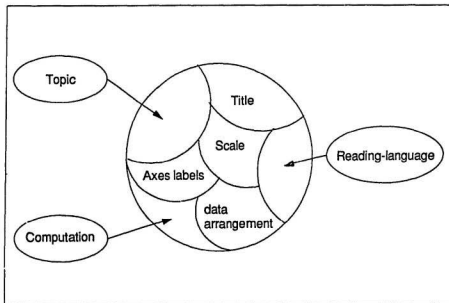 Topic
Title
Scale
Reading-language
Axes labels
data
arrangement
Computation